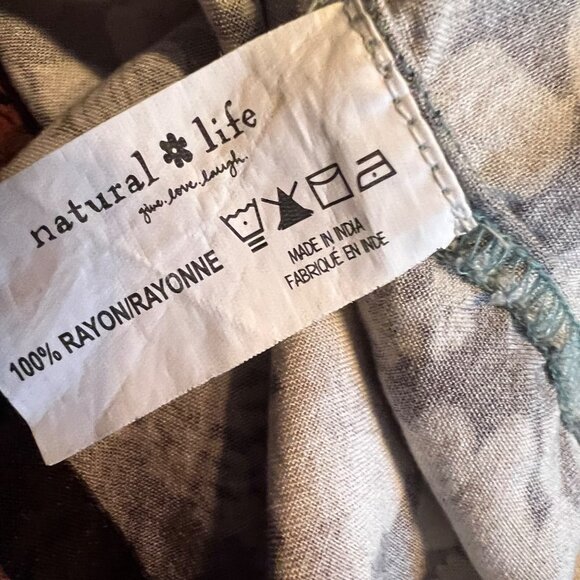 natural life
give. love. laugh.
100% RAYON/RAYONNE
MADE IN INDIA
FABRIQUÉ EN INDE